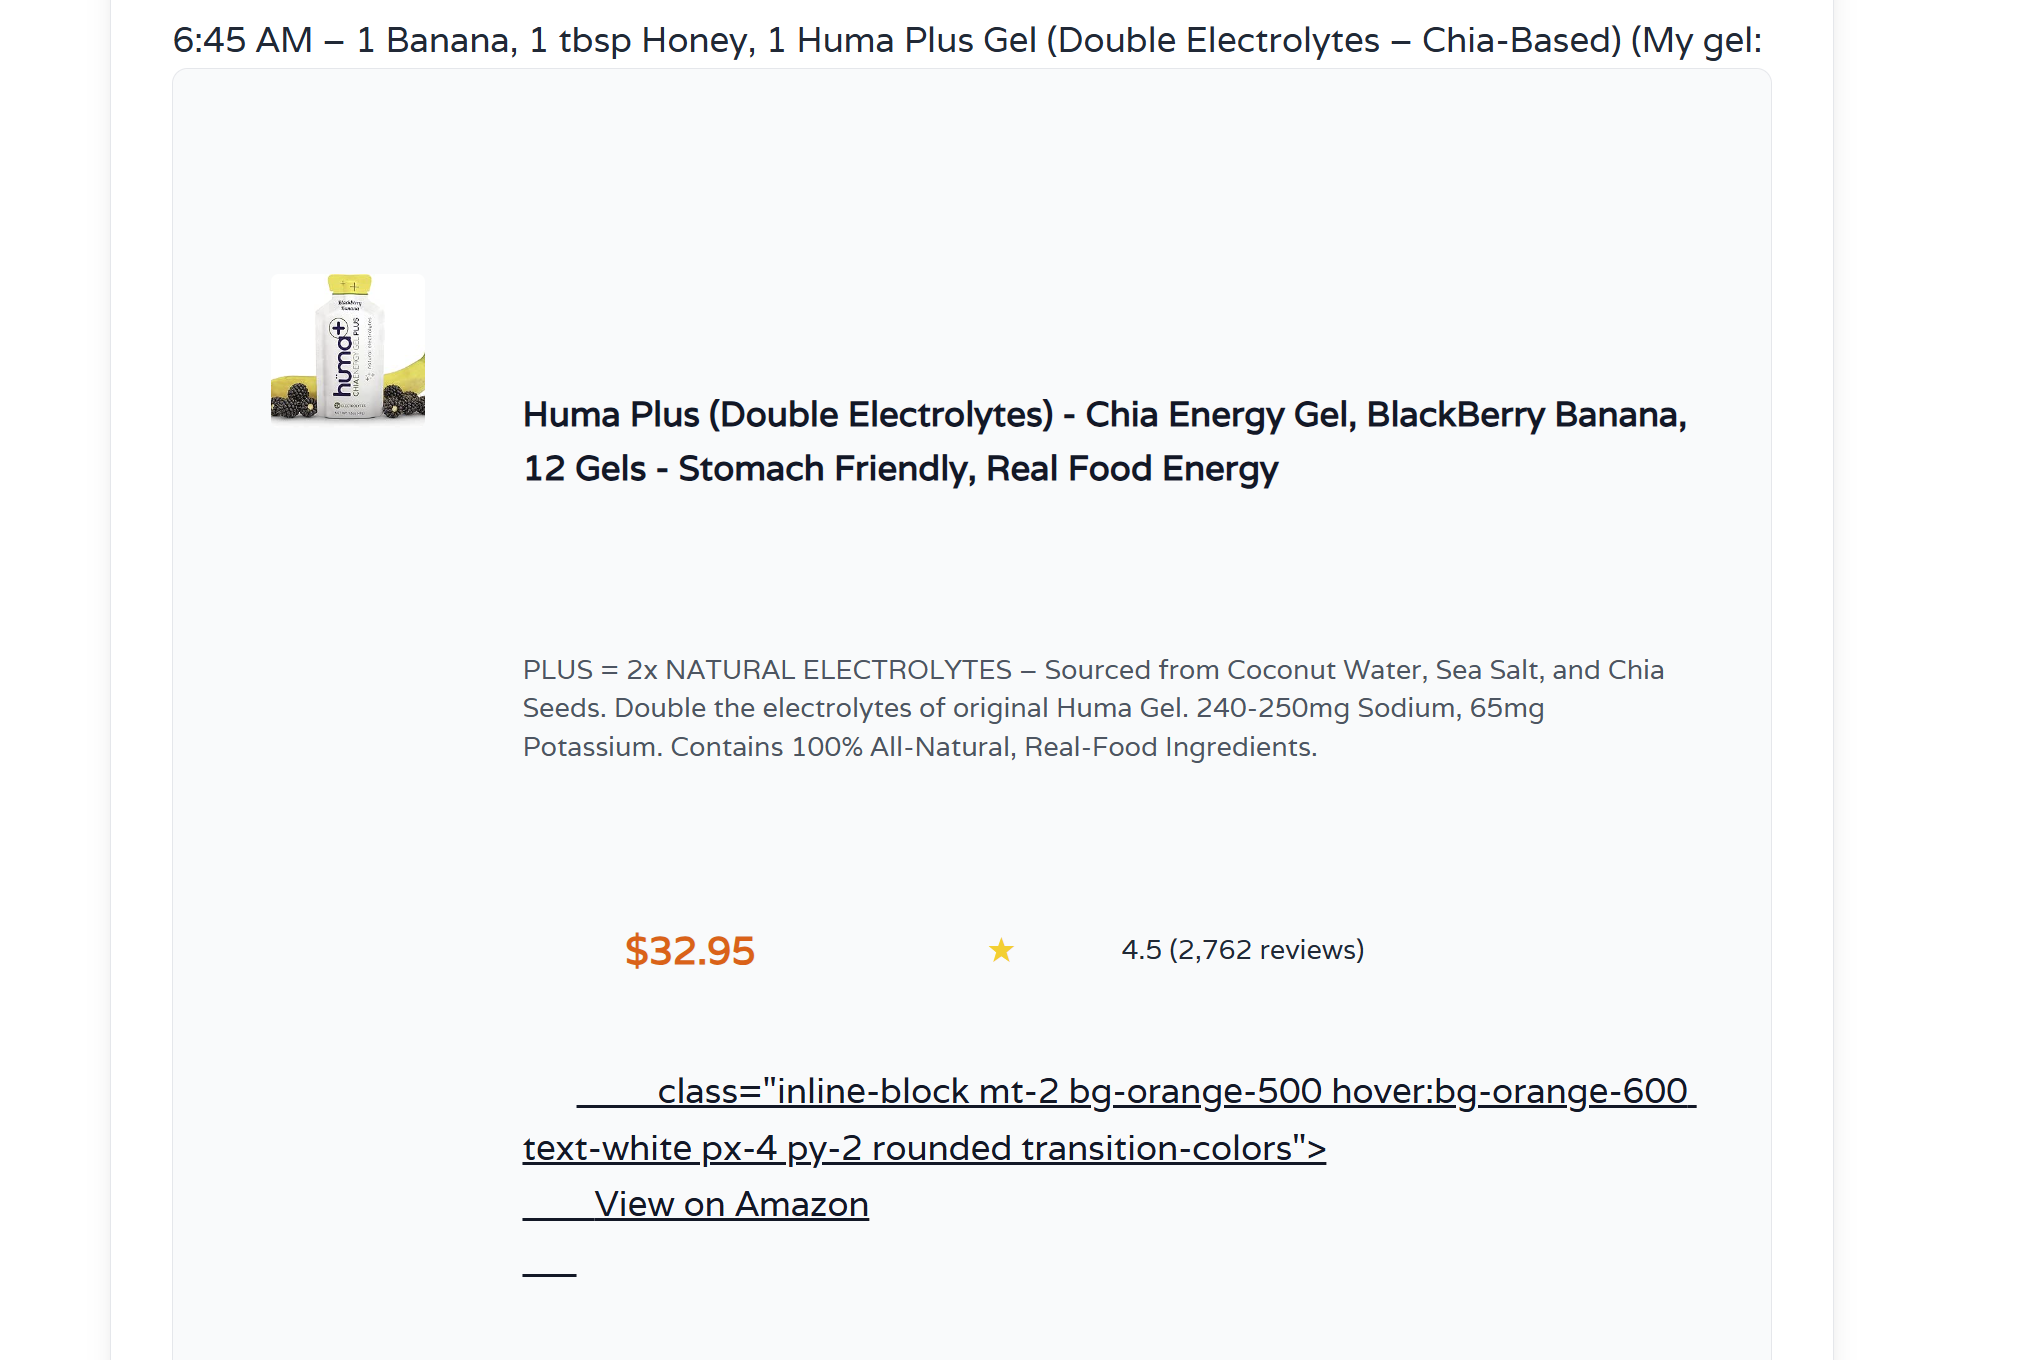 6:45 AM – 1 Banana, 1 tbsp Honey, 1 Huma Plus Gel (Double Electrolytes – Chia-Based) (My gel:
Blackberry
Banana
hüma+
CHIA ENERGY GEL PLUS
Huma Plus (Double Electrolytes) - Chia Energy Gel, BlackBerry Banana,
12 Gels - Stomach Friendly, Real Food Energy
PLUS = 2x NATURAL ELECTROLYTES – Sourced from Coconut Water, Sea Salt, and Chia
Seeds. Double the electrolytes of original Huma Gel. 240-250mg Sodium, 65mg
Potassium. Contains 100% All-Natural, Real-Food Ingredients.
$32.95 ★ 4.5 (2,762 reviews)
class="inline-block mt-2 bg-orange-500 hover:bg-orange-600
text-white px-4 py-2 rounded transition-colors">
View on Amazon